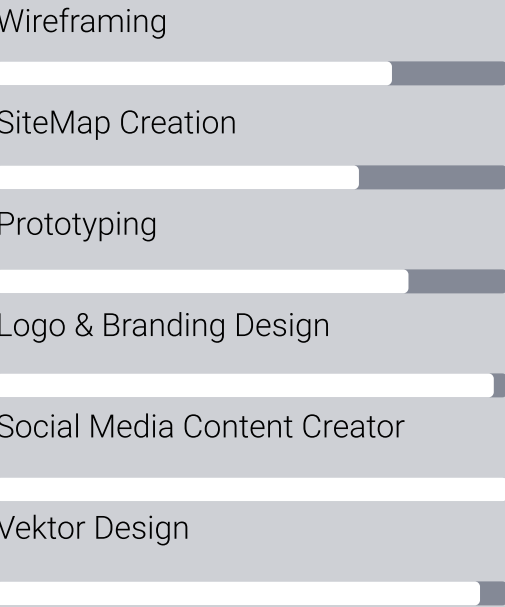 Wireframing
SiteMap Creation
Prototyping
Logo & Branding Design
Social Media Content Creator
Vektor Design